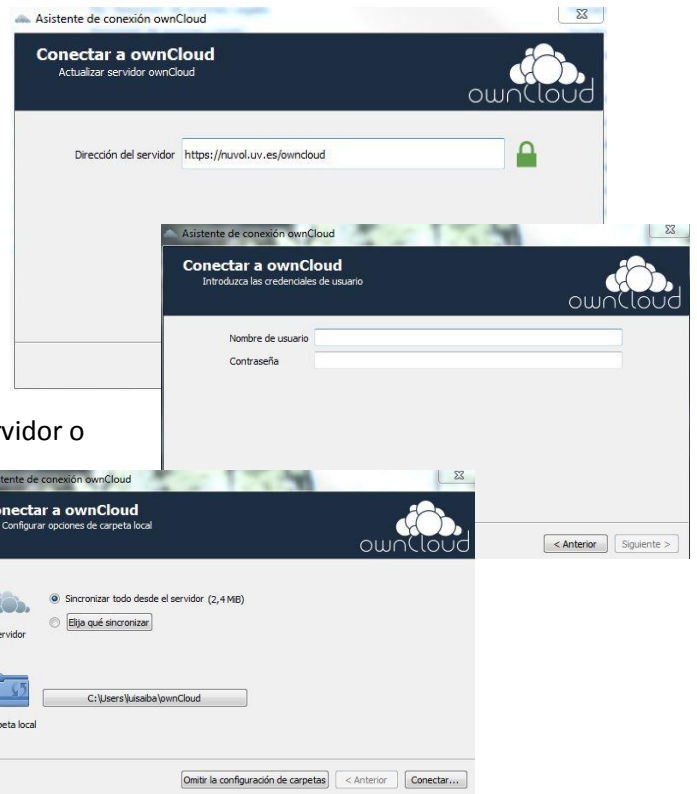 Asistente de conexión ownCloud
Conectar a ownCloud
Actualizar servidor ownCloud
ownCloud
Dirección del servidor https://nuvol.uv.es/owncloud
Asistente de conexión ownCloud
Conectar a ownCloud
Introduzca las credenciales de usuario
ownCloud
Nombre de usuario
Contraseña
< Anterior Siguiente >
rvidor o
stente de conexión ownCloud
onectar a ownCloud
Configurar opciones de carpeta local
ownCloud
Sincronizar todo desde el servidor (2,4 MiB)
Elija qué sincronizar
ervidor
C:\Users\luisaiba\ownCloud
peta local
Omitir la configuración de carpetas < Anterior Conectar...